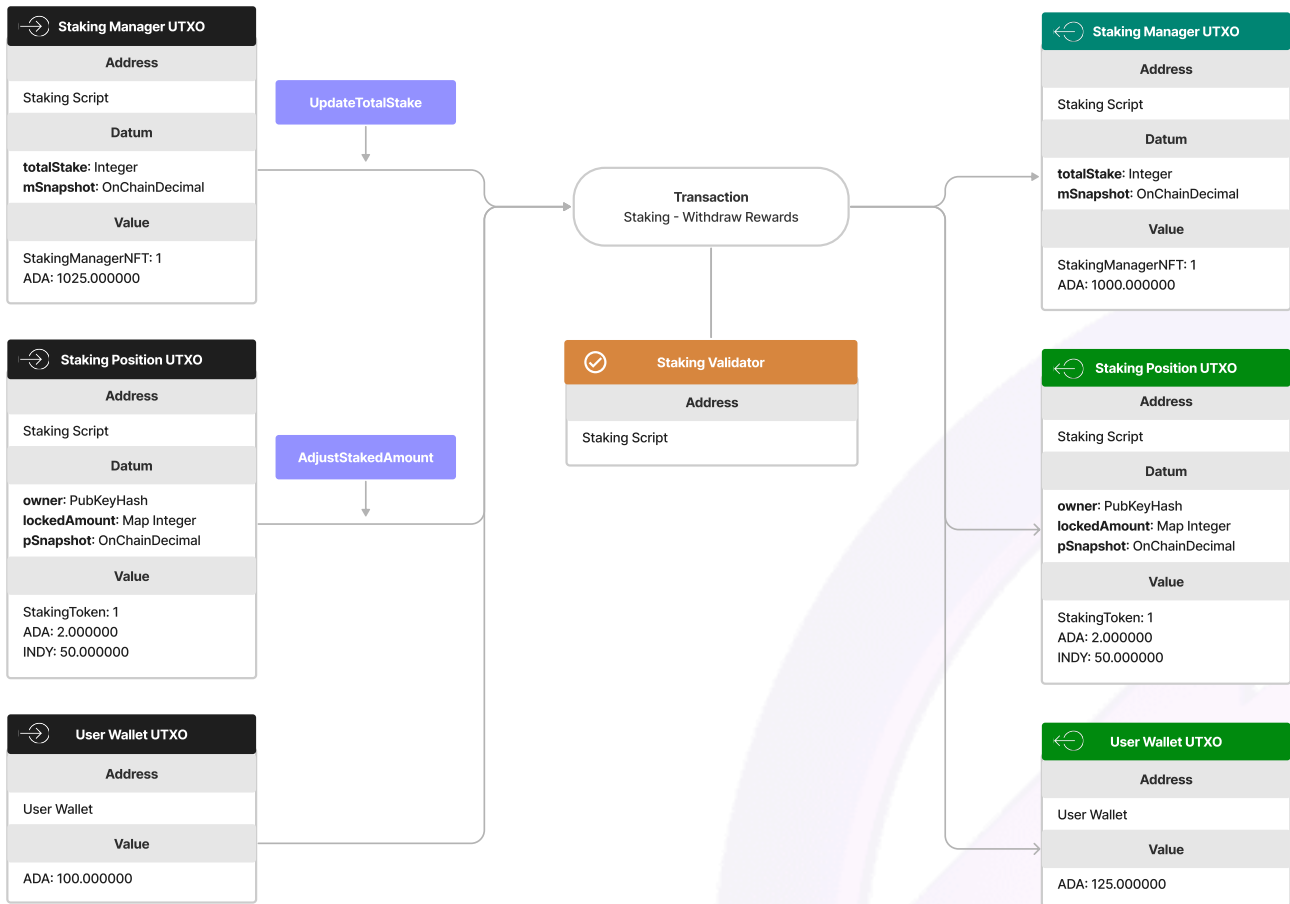 Staking Manager UTXO
Address
Staking Script
Datum
totalStake: Integer
mSnapshot: OnChainDecimal
Value
StakingManagerNFT: 1
ADA: 1025.000000
Staking Position UTXO
Address
Staking Script
Datum
owner: PubKeyHash
lockedAmount: Map Integer
pSnapshot: OnChainDecimal
Value
StakingToken: 1
ADA: 2.000000
INDY: 50.000000
User Wallet UTXO
Address
User Wallet
Value
ADA: 100.000000
UpdateTotalStake
AdjustStakedAmount
Transaction
Staking - Withdraw Rewards
Staking Validator
Address
Staking Script
Staking Manager UTXO
Address
Staking Script
Datum
totalStake: Integer
mSnapshot: OnChainDecimal
Value
StakingManagerNFT: 1
ADA: 1000.000000
Staking Position UTXO
Address
Staking Script
Datum
owner: PubKeyHash
lockedAmount: Map Integer
pSnapshot: OnChainDecimal
Value
StakingToken: 1
ADA: 2.000000
INDY: 50.000000
User Wallet UTXO
Address
User Wallet
Value
ADA: 125.000000